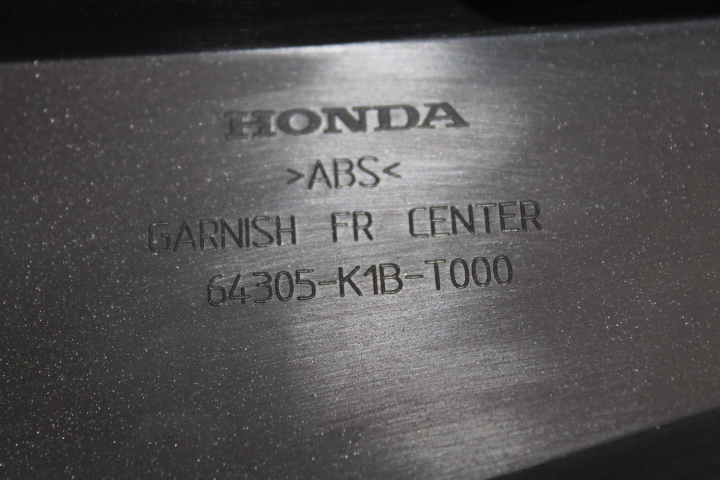 HONDA
>ABS<
GARNISH FR CENTER
64305-K1B-T000